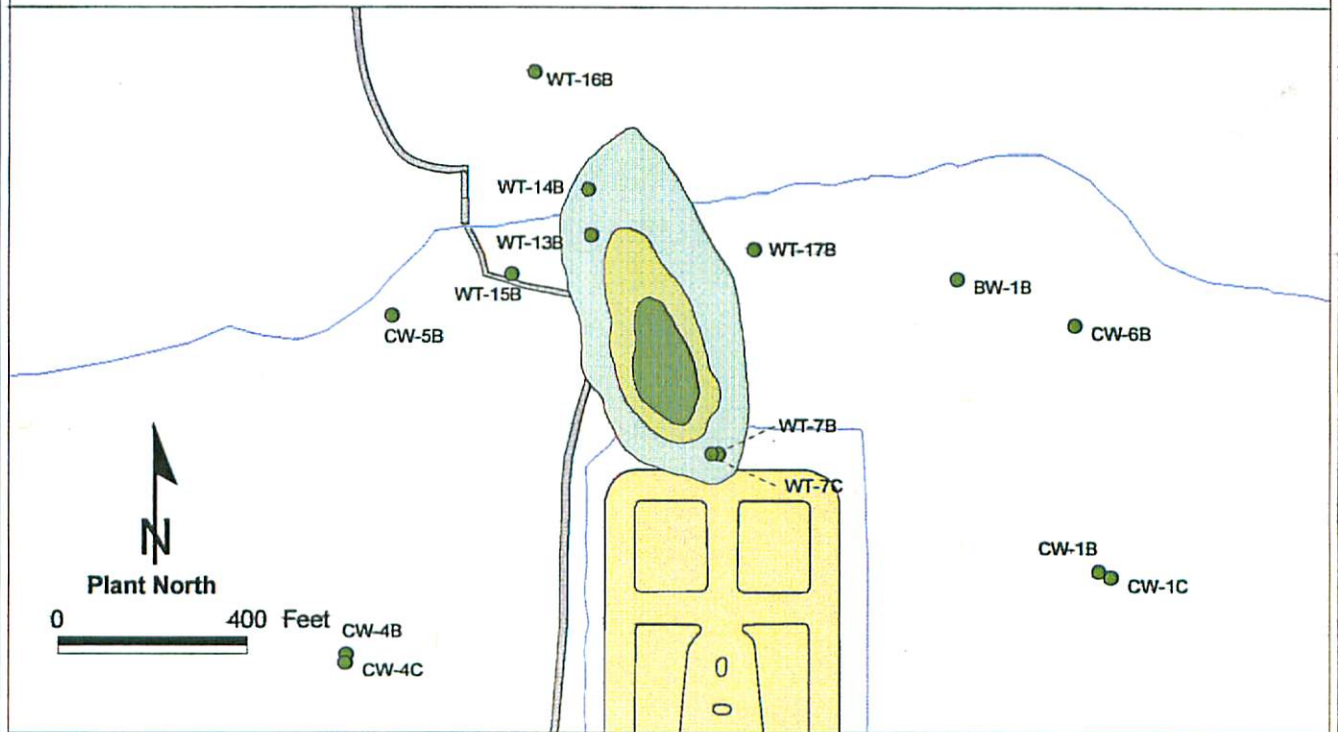 WT-16B
WT-14B
WT-13B
WT-17B
WT-15B
BW-1B
CW-5B
CW-6B
WT-7B
WT-7C
N
Plant North
0 400 Feet
CW-1B
CW-1C
CW-4B
CW-4C